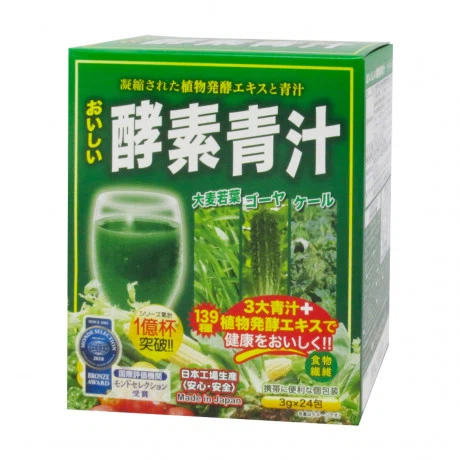 凝縮された植物発酵エキスと青汁
おいしい
酵素青汁
大麦若葉 ゴーヤ ケール
139種
3大青汁+
植物発酵エキスで
健康をおいしく!!
食物
繊維
シリーズ累計
1億杯
突破!!
BRONZE
AWARD
国際評価機関
モンドセレクション
受賞
日本工場生産
〈安心・安全〉
Made in Japan
携帯に便利な個包装
3g×24包